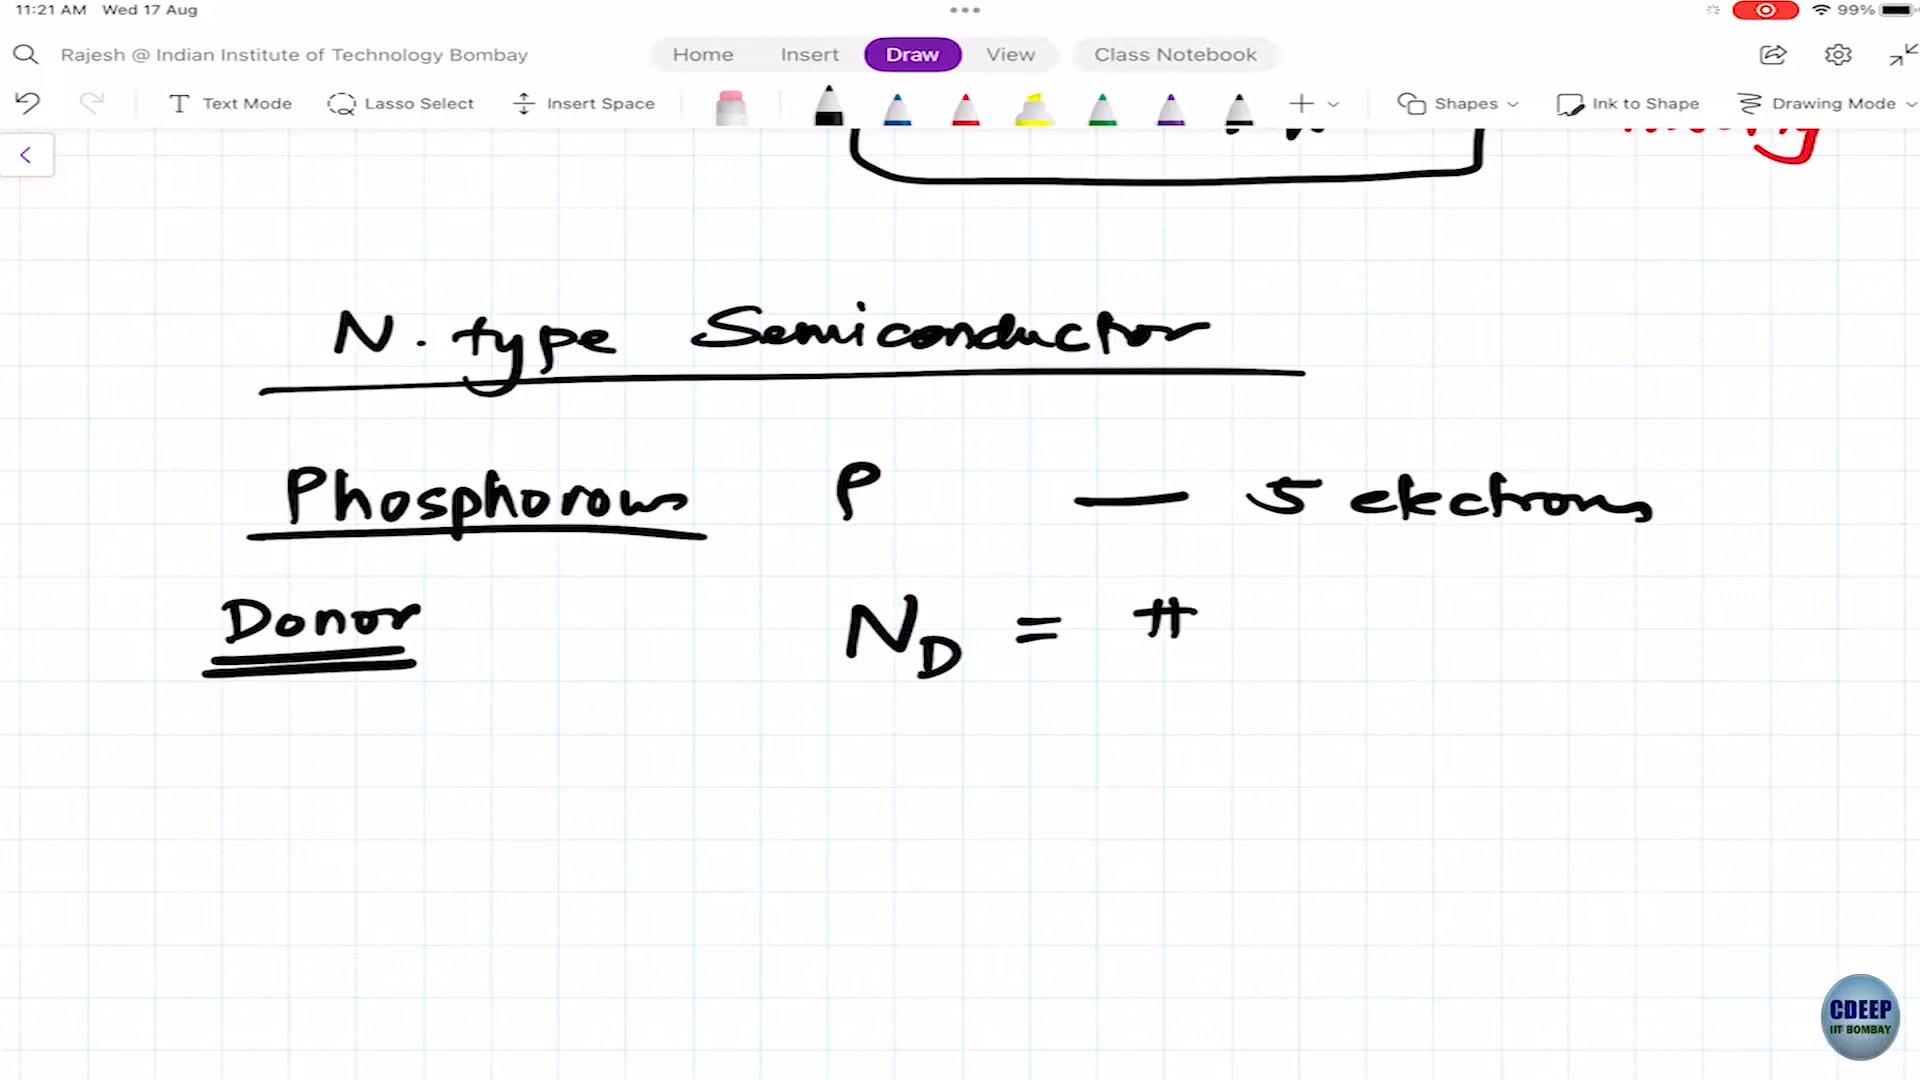 11:21 AM Wed 17 Aug 99%
Rajesh @ Indian Institute of Technology Bombay Home Insert Draw View Class Notebook
Text Mode Lasso Select Insert Space Shapes Ink to Shape Drawing Mode
N. type Semiconductor
Phosphorous P — 5 electrons
Donor N_D = #
CDEEP
IIT BOMBAY